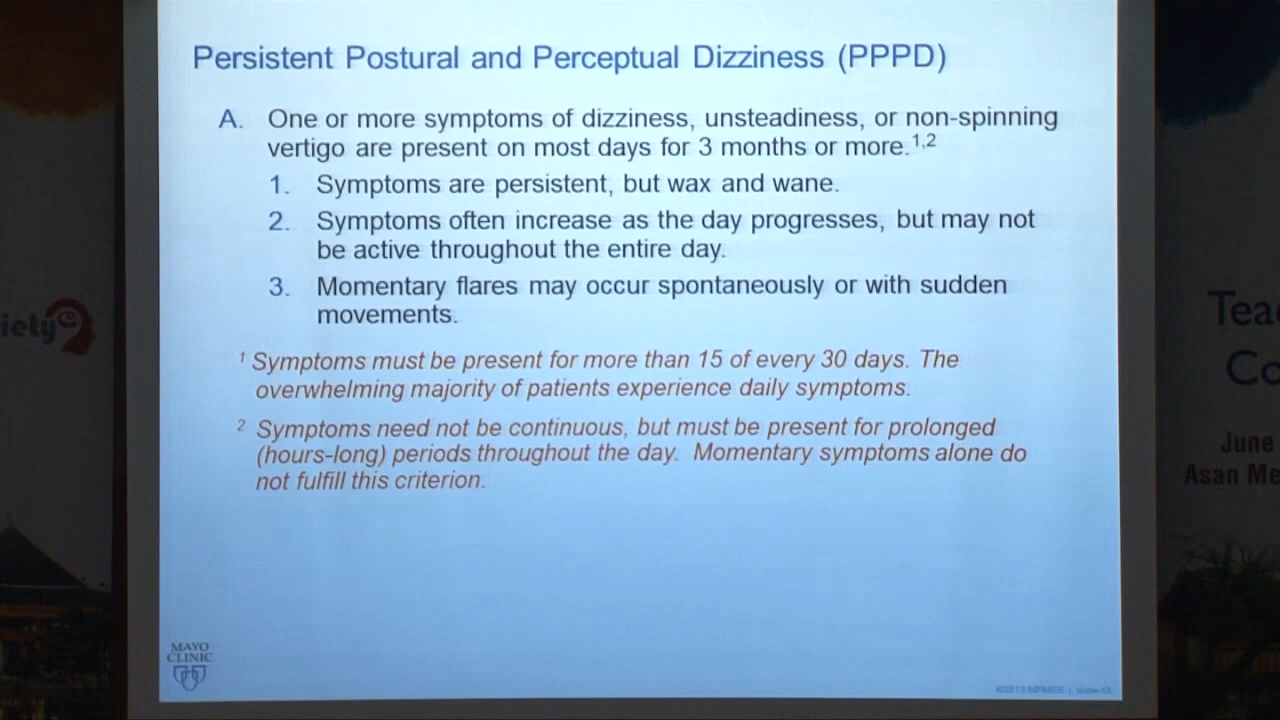 Persistent Postural and Perceptual Dizziness (PPPD)
A. One or more symptoms of dizziness, unsteadiness, or non-spinning
vertigo are present on most days for 3 months or more.1,2
1. Symptoms are persistent, but wax and wane.
2. Symptoms often increase as the day progresses, but may not
be active throughout the entire day.
3. Momentary flares may occur spontaneously or with sudden
movements.
1 Symptoms must be present for more than 15 of every 30 days. The
overwhelming majority of patients experience daily symptoms.
2 Symptoms need not be continuous, but must be present for prolonged
(hours-long) periods throughout the day. Momentary symptoms alone do
not fulfill this criterion.
MAYO
CLINIC
iety
Tea
Co
June
Asan Me